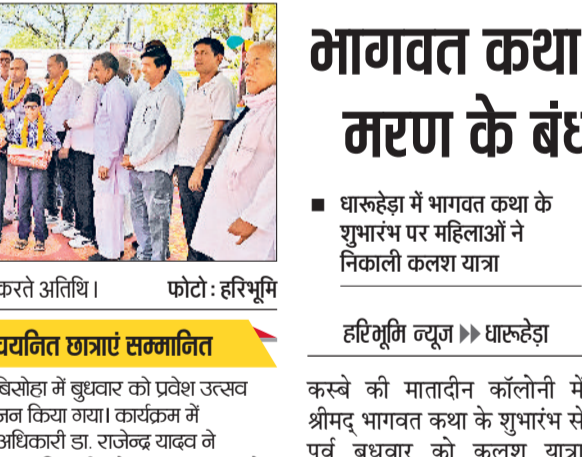 करते अतिथि। फोटो : हरिभूमि
चयनित छात्राएं सम्मानित
बिसोहा में बुधवार को प्रवेश उत्सव
जन किया गया। कार्यक्रम में
अधिकारी डा. राजेन्द्र यादव ने
भागवत कथा
मरण के
■ धारूहेड़ा में भागवत कथा के
शुभारंभ पर महिलाओं ने
निकाली कलश यात्रा
हरिभूमि न्यूज ▶▶ धारूहेड़ा
कस्बे की मातादीन कॉलोनी में
श्रीमद् भागवत कथा के शुभारंभ से
पूर्व बुधवार को कलश यात्रा